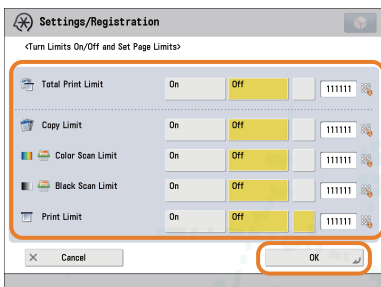 Settings/Registration
<Turn Limits On/Off and Set Page Limits>
Total Print Limit On Off 111111
Copy Limit On Off 111111
Color Scan Limit On Off 111111
Black Scan Limit On Off 111111
Print Limit On Off 111111
Cancel OK